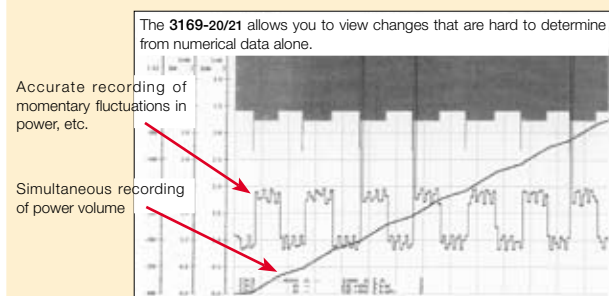 The 3169-20/21 allows you to view changes that are hard to determine
from numerical data alone.
Accurate recording of
momentary fluctuations in
power, etc.
Simultaneous recording
of power volume